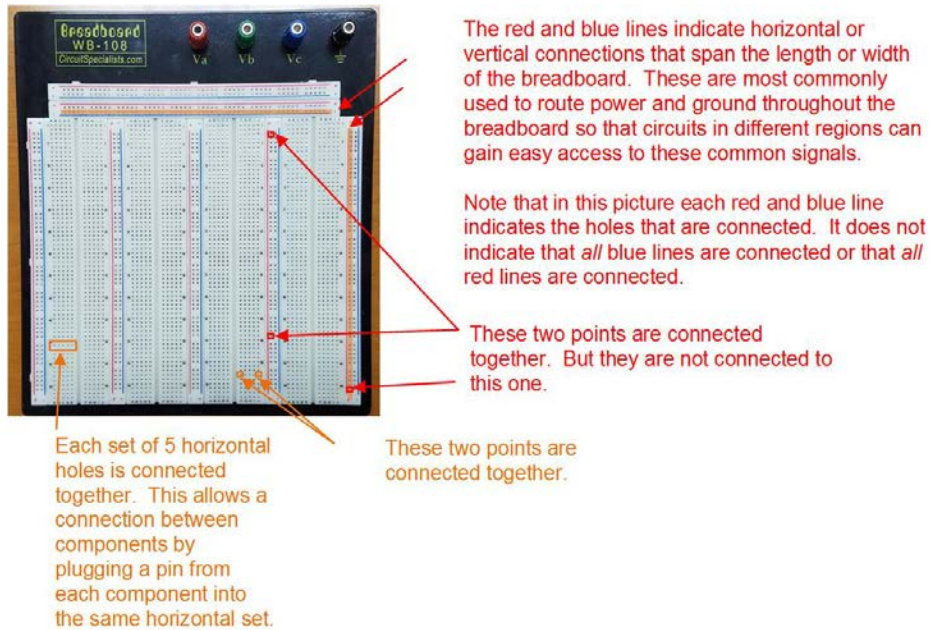 Breadboard
WB-108
CircuitSpecialists.com
Va
Vb
Vc
The red and blue lines indicate horizontal or
vertical connections that span the length or width
of the breadboard. These are most commonly
used to route power and ground throughout the
breadboard so that circuits in different regions can
gain easy access to these common signals.
Note that in this picture each red and blue line
indicates the holes that are connected. It does not
indicate that all blue lines are connected or that all
red lines are connected.
These two points are connected
together. But they are not connected to
this one.
Each set of 5 horizontal
holes is connected
together. This allows a
connection between
components by
plugging a pin from
each component into
the same horizontal set.
These two points are
connected together.